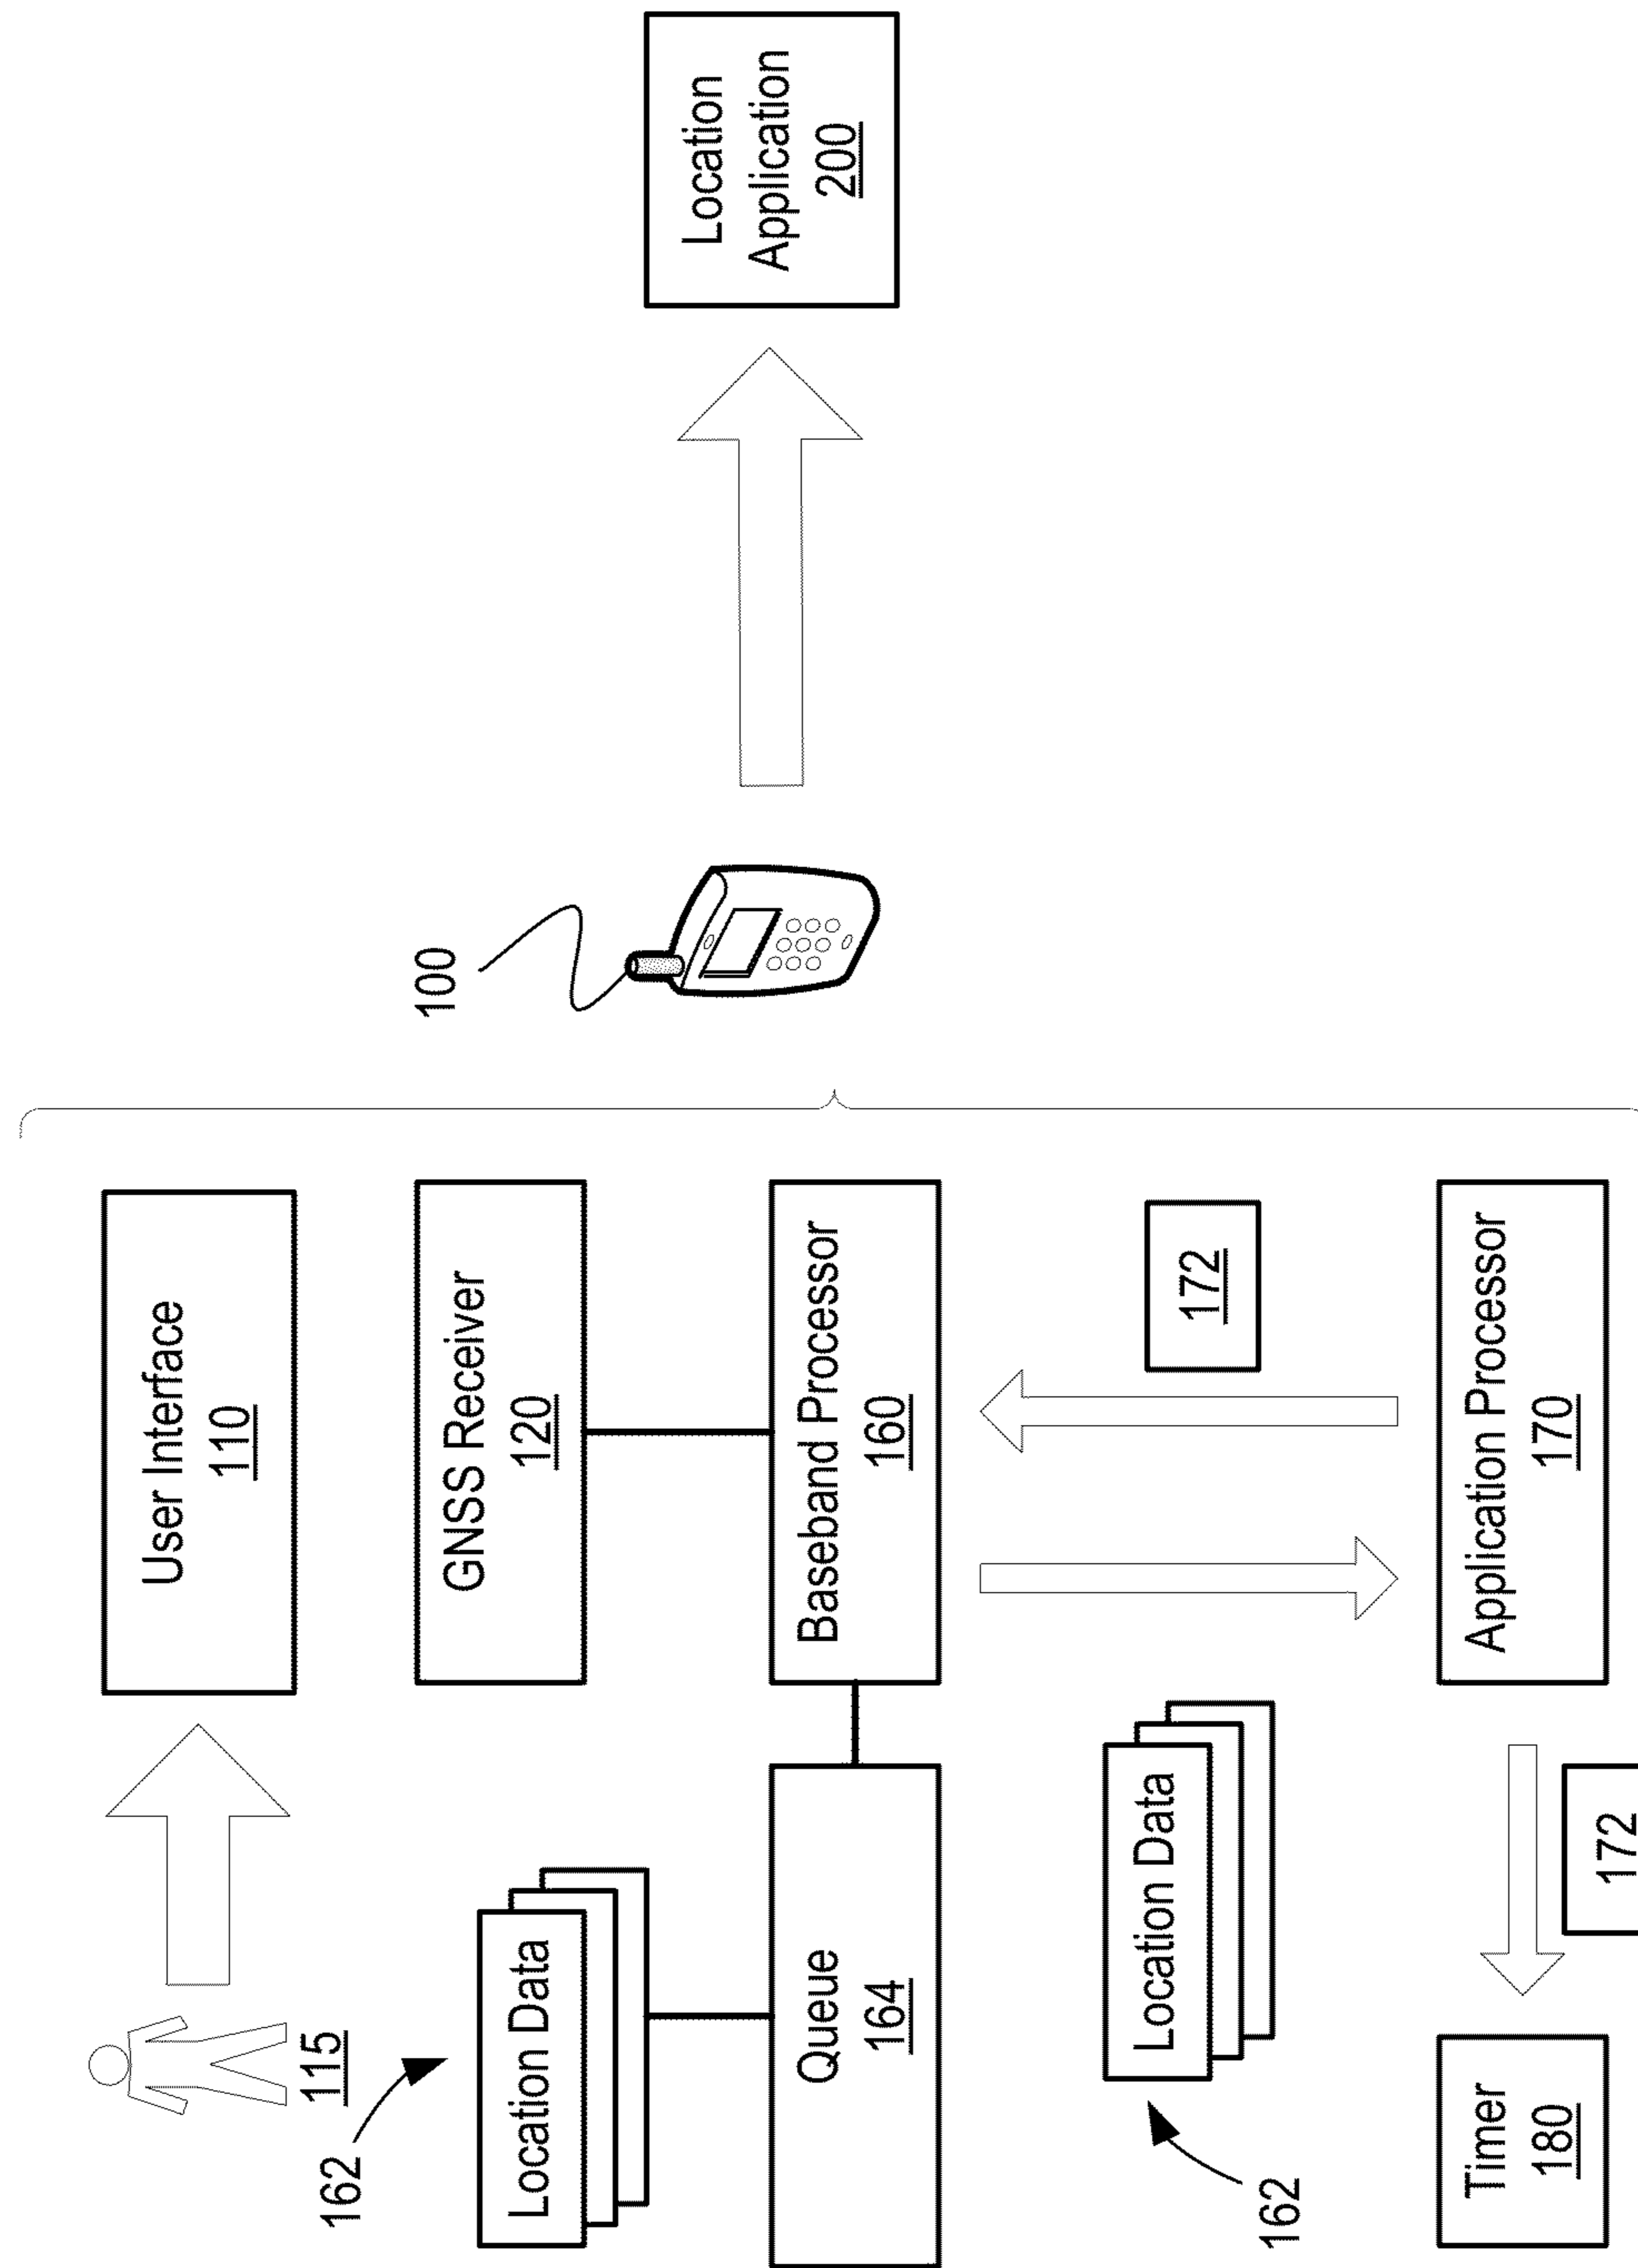 115
User Interface
110
162
Location Data
GNSS Receiver
120
100
Queue
164
Baseband Processor
160
Location
Application
200
162
Location Data
172
Timer
180
172
Application Processor
170